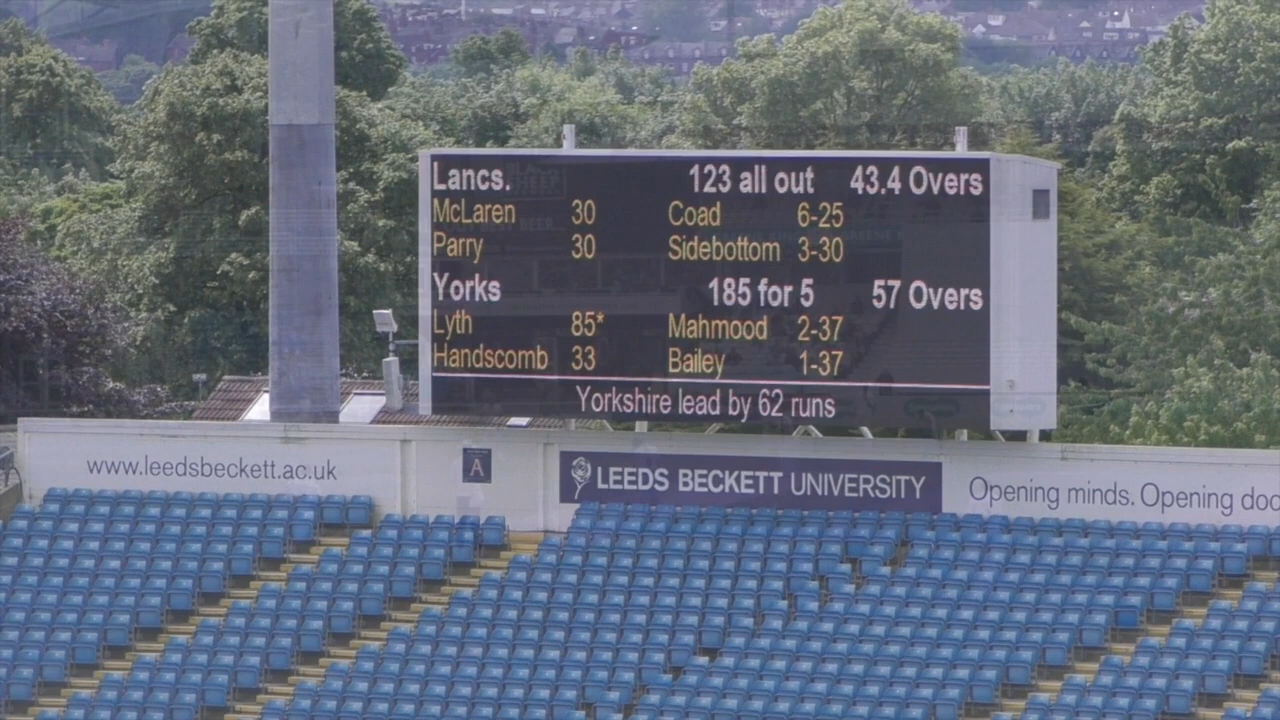 Lancs. 123 all out 43.4 Overs
McLaren 30 Coad 6-25
Parry 30 Sidebottom 3-30
Yorks 185 for 5 57 Overs
Lyth 85* Mahmood 2-37
Handscomb 33 Bailey 1-37
Yorkshire lead by 62 runs
www.leedsbeckett.ac.uk
A
LEEDS BECKETT UNIVERSITY
Opening minds. Opening doo